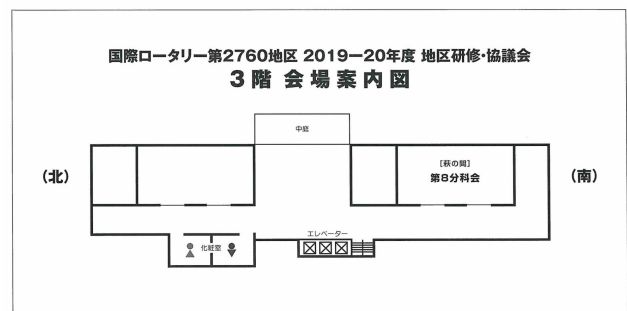 国際ロータリー第2760地区 2019ー20年度 地区研修・協議会
3階 会場案内図
中庭
(北)
[萩の間]
第8分科会
(南)
エレベーター
化粧室